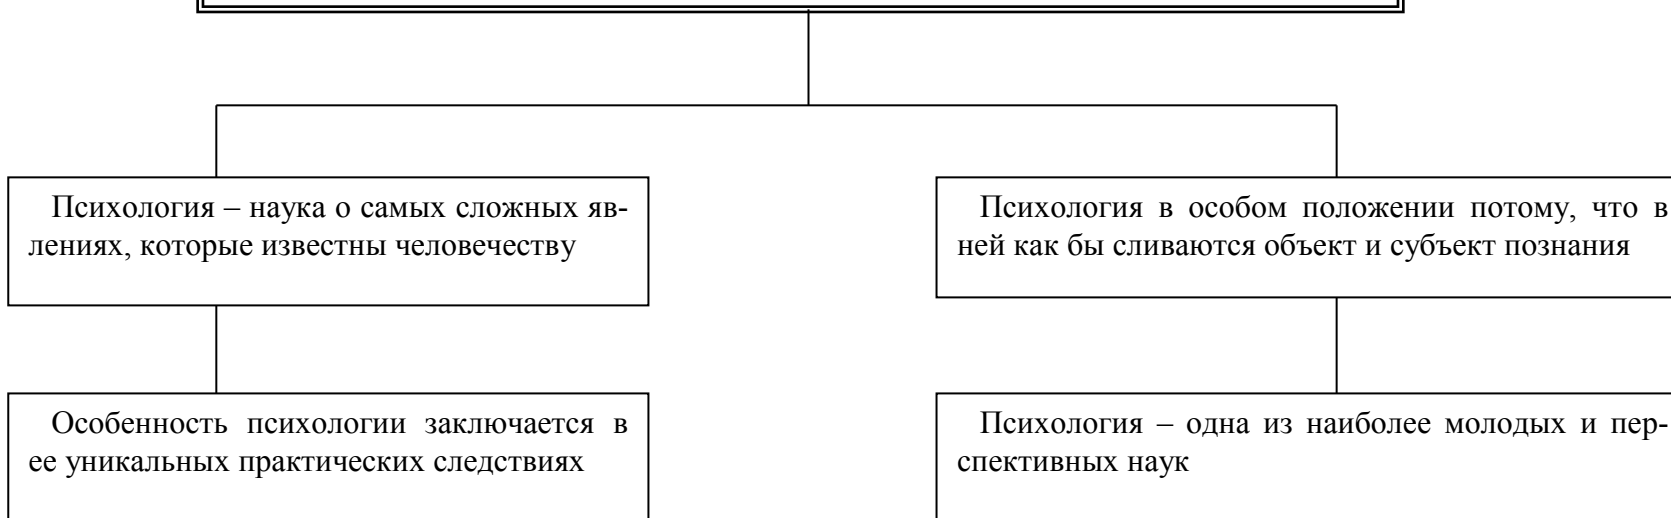 Психология – наука о самых сложных яв-
лениях, которые известны человечеству
Психология в особом положении потому, что в
ней как бы сливаются объект и субъект познания
Особенность психологии заключается в
ее уникальных практических следствиях
Психология – одна из наиболее молодых и пер-
спективных наук